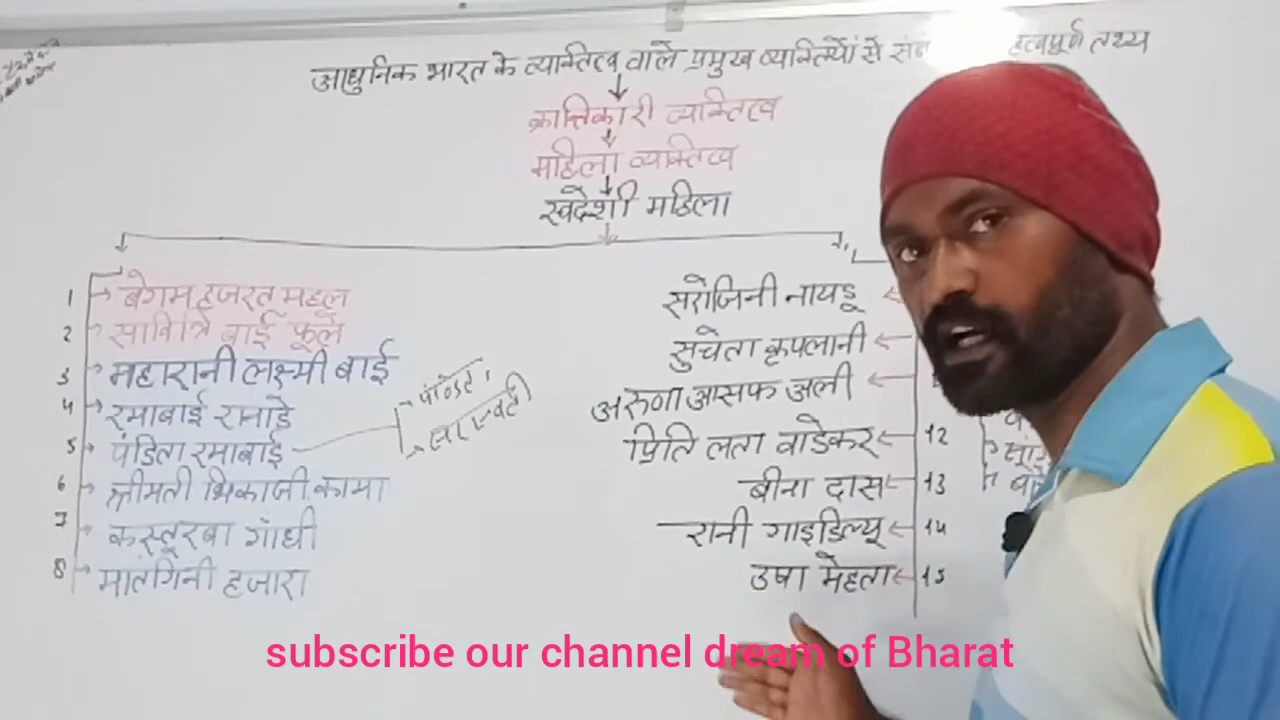 आधुनिक भारत के व्यक्तित्व वाले प्रमुख व्यक्तियों से संब त्वपूर्ण तथ्य
क्रान्तिकारी व्यक्तित्व
महिला व्यक्तित्व
स्वदेशी महिला
1 बेगम हजरत महल
2 सावित्रि बाई फूले
3 महारानी लक्ष्मी बाई
4 रमाबाई रानाडे
5 पंडिता रमाबाई
6 श्रीमती भिकाजी कामा
7 कस्तूरबा गाँधी
8 मातंगिनी हजारा
सरोजिनी नायडू
सुचेता कृपलानी
अरुणा आसफ अली
प्रिति लता वाडेकर 12
बीना दास 13
रानी गाइडिल्यू 14
उषा मेहता 15
subscribe our channel dream of Bharat